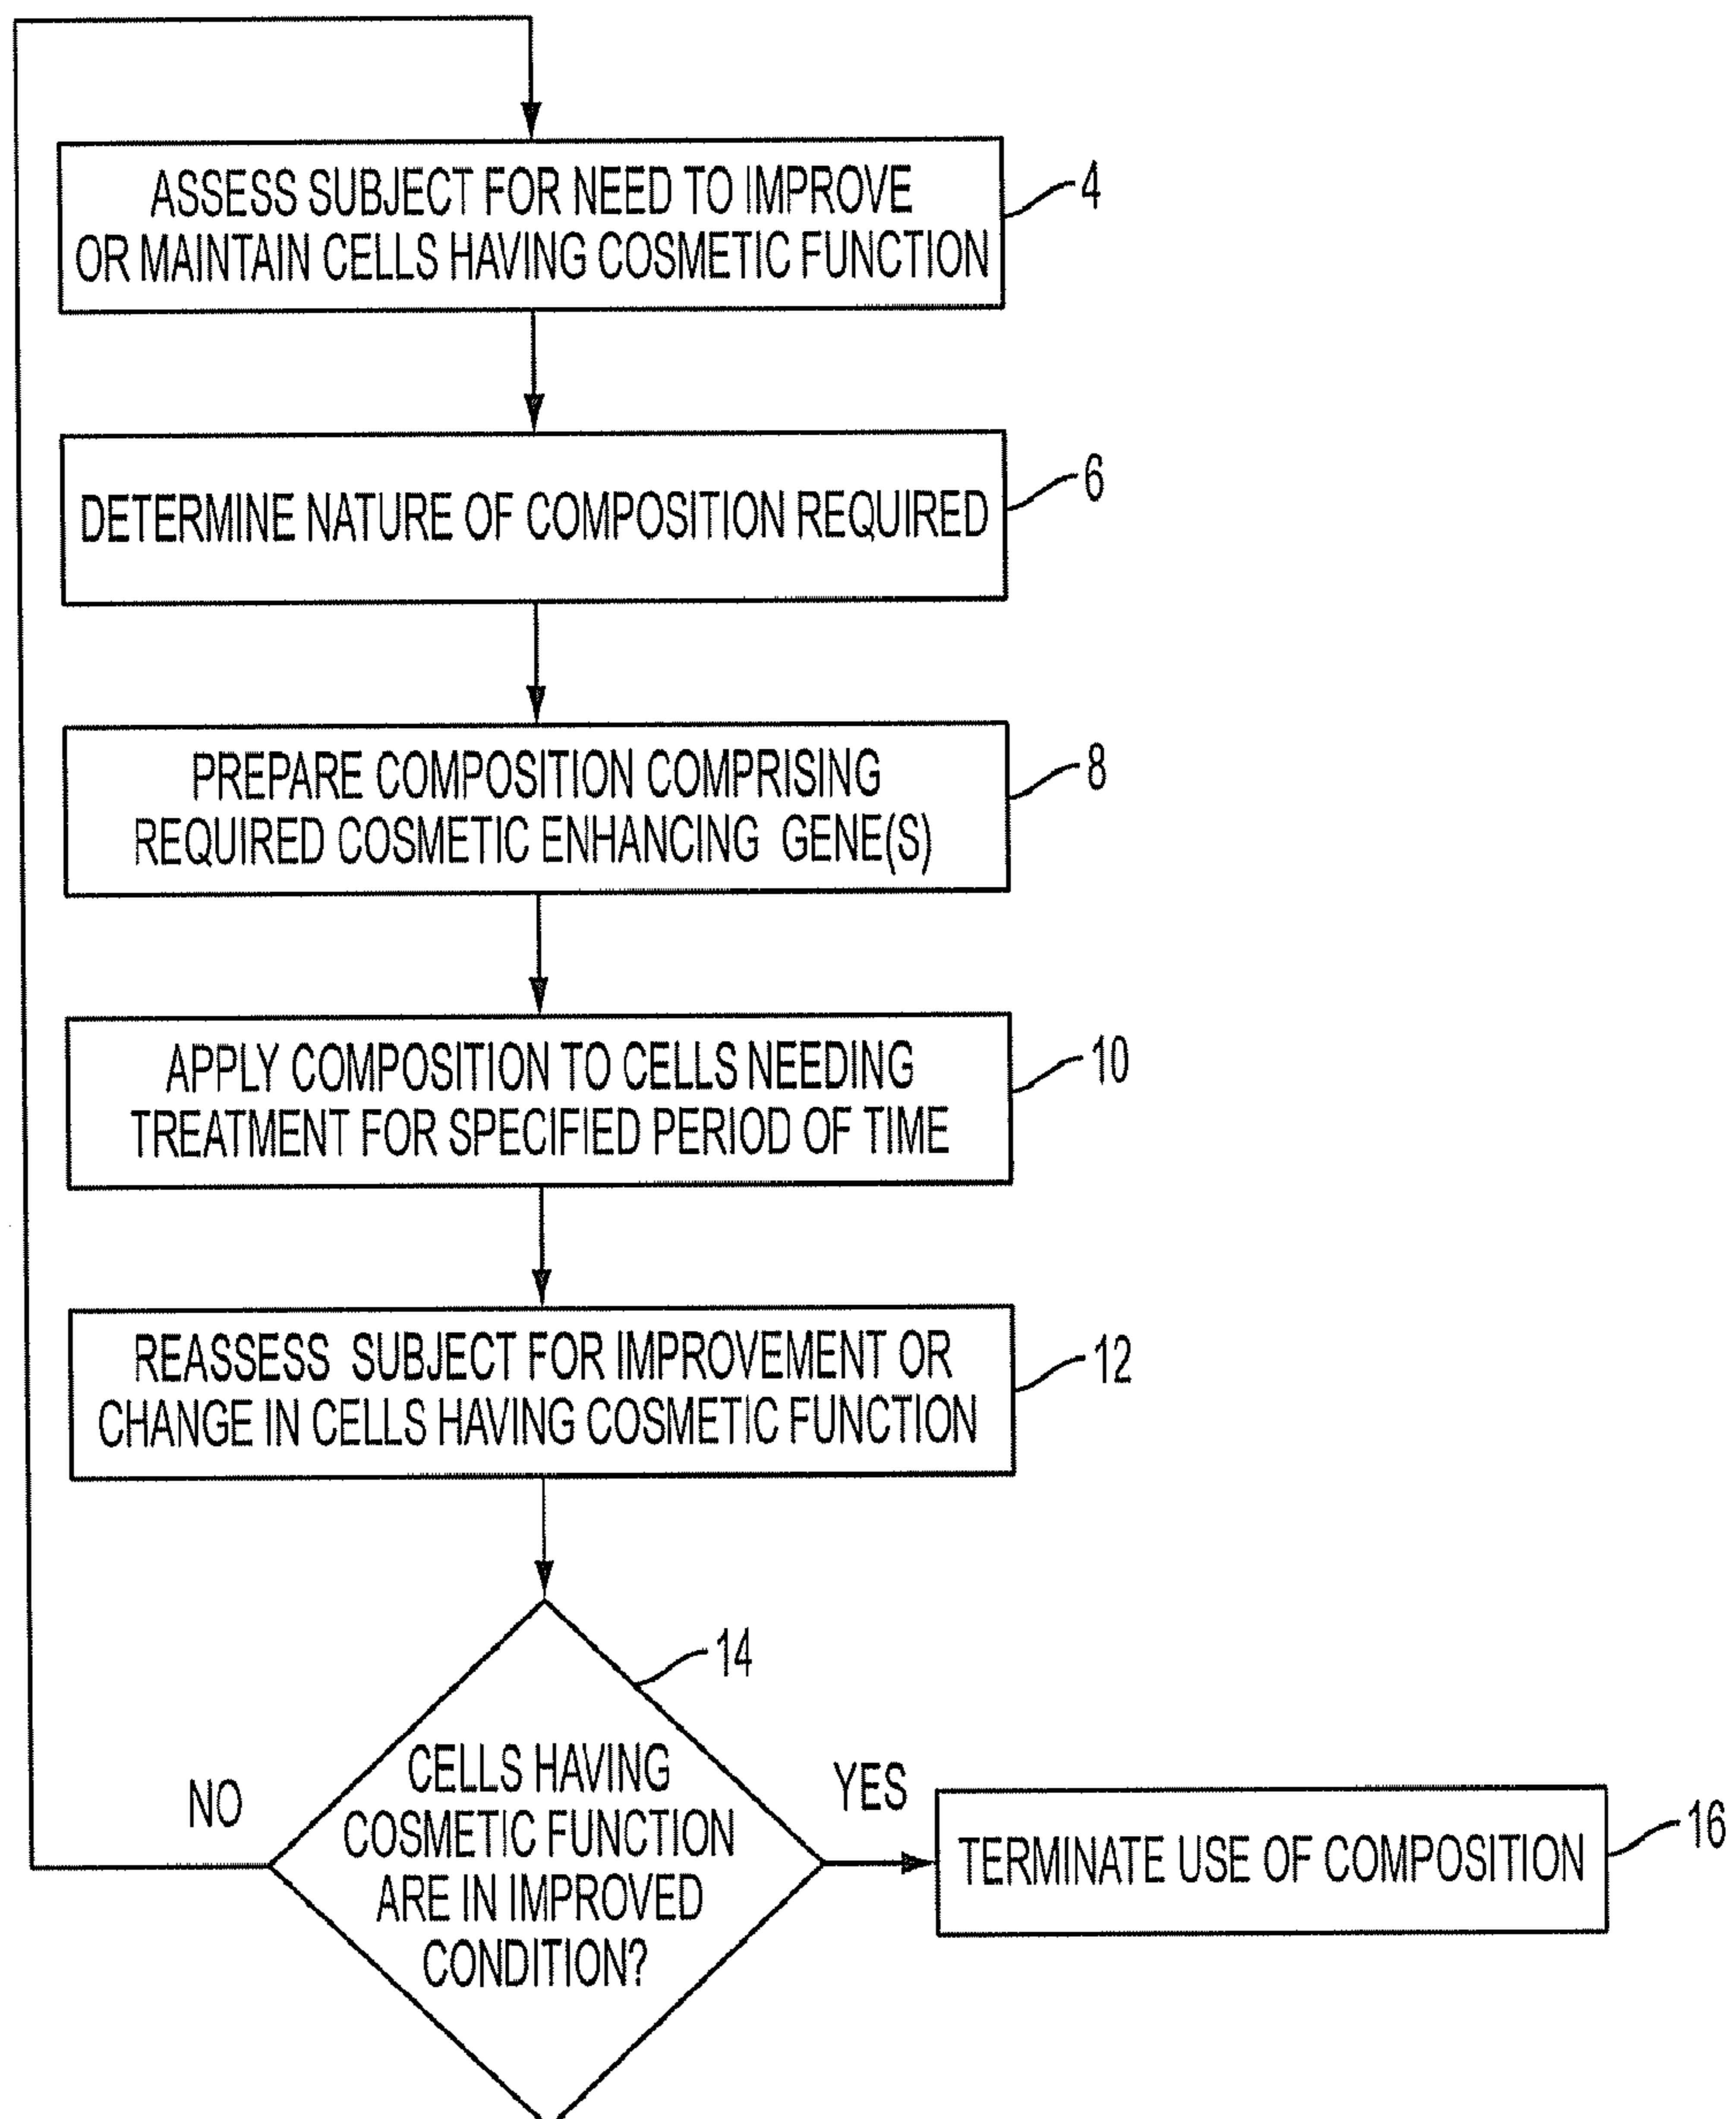 ASSESS SUBJECT FOR NEED TO IMPROVE
OR MAINTAIN CELLS HAVING COSMETIC FUNCTION
4
DETERMINE NATURE OF COMPOSITION REQUIRED
6
PREPARE COMPOSITION COMPRISING
REQUIRED COSMETIC ENHANCING GENE(S)
8
APPLY COMPOSITION TO CELLS NEEDING
TREATMENT FOR SPECIFIED PERIOD OF TIME
10
REASSESS SUBJECT FOR IMPROVEMENT OR
CHANGE IN CELLS HAVING COSMETIC FUNCTION
12
14
CELLS HAVING
COSMETIC FUNCTION
ARE IN IMPROVED
CONDITION?
NO
YES
TERMINATE USE OF COMPOSITION
16